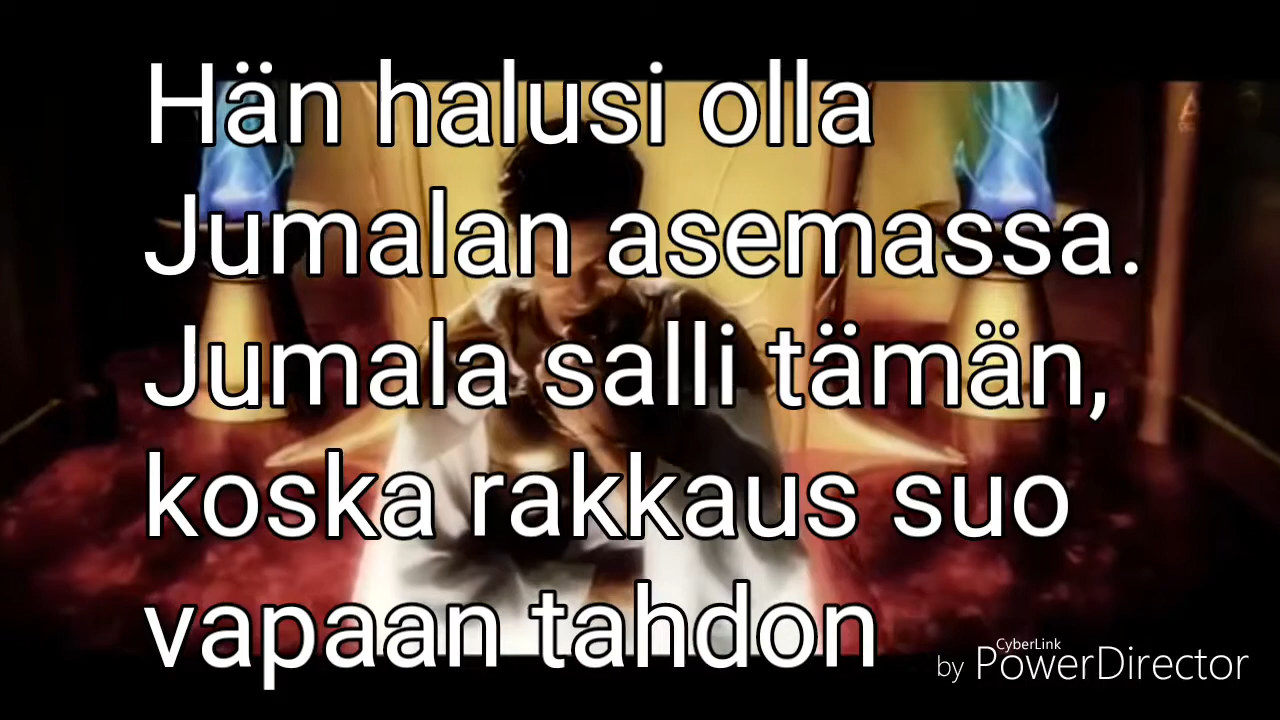 Hän halusi olla
Jumalan asemassa.
Jumala salli tämän,
koska rakkaus suo
vapaan tahdon
CyberLink
by PowerDirector